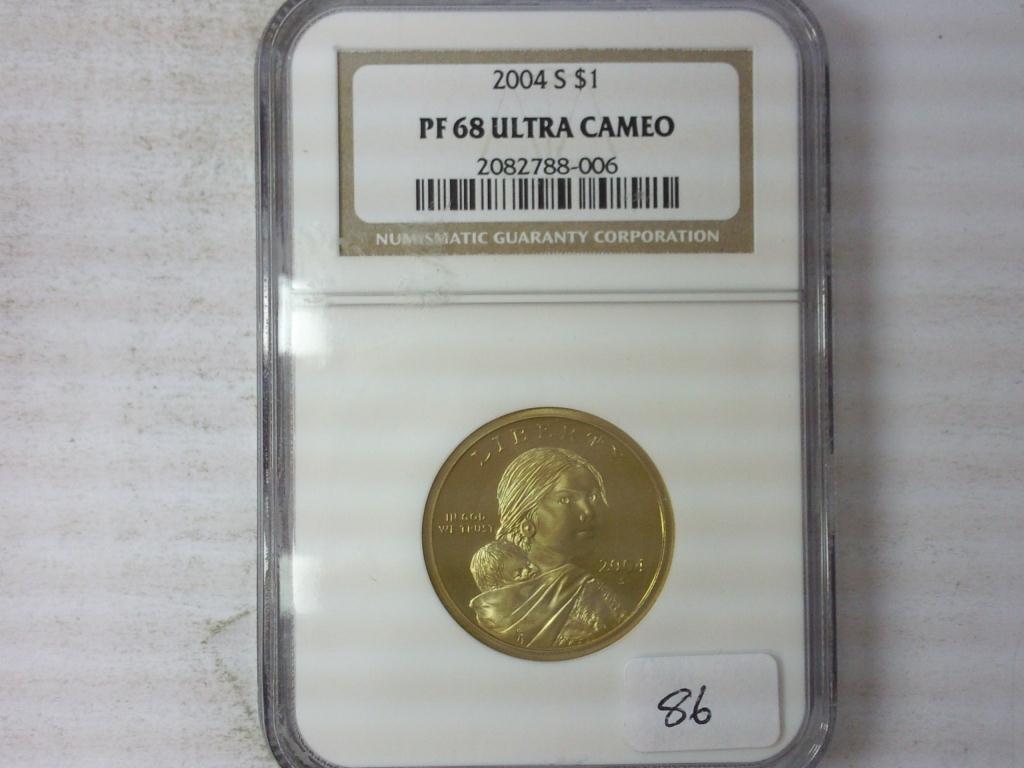 2004 S $1
PF 68 ULTRA CAMEO
2082788-006
NUMISMATIC GUARANTY CORPORATION
LIBERTY
IN GOD
WE TRUST
2004
S
86